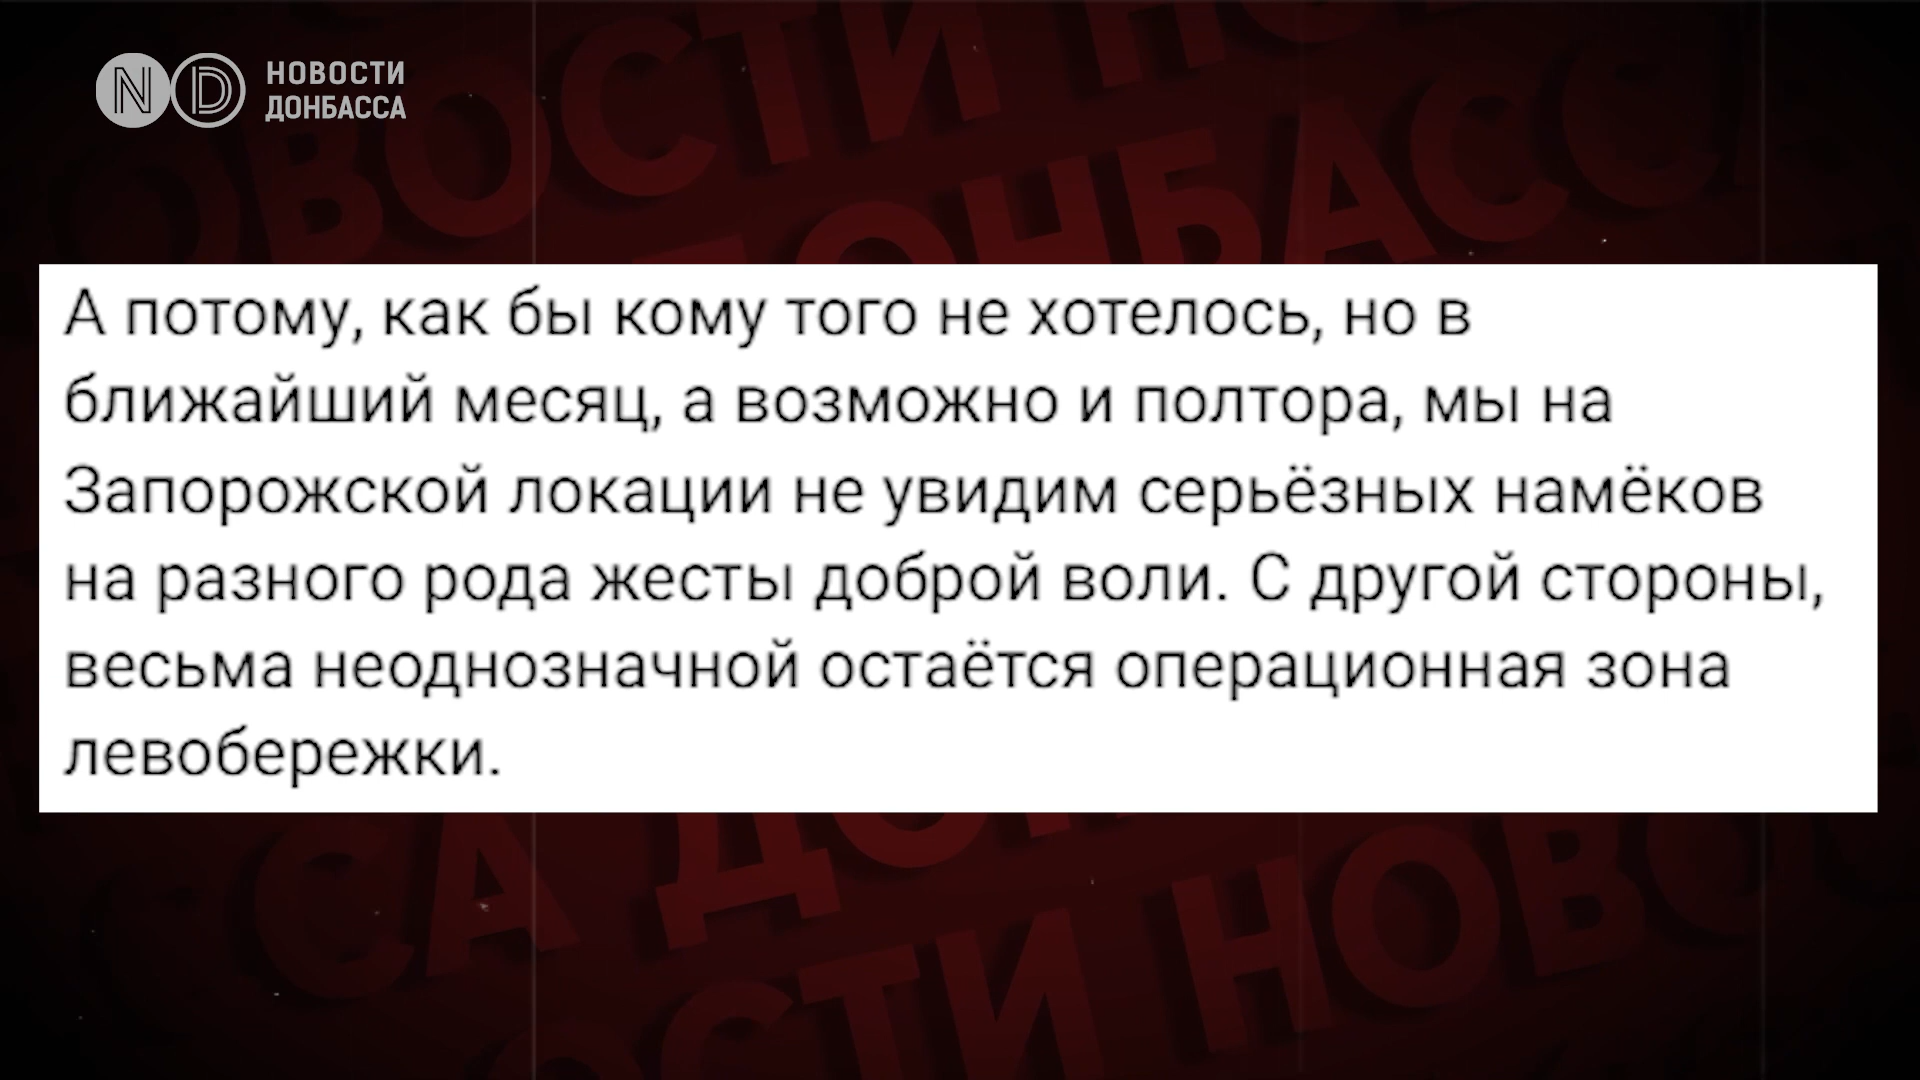 НОВОСТИ
ДОНБАССА
А потому, как бы кому того не хотелось, но в
ближайший месяц, а возможно и полтора, мы на
Запорожской локации не увидим серьёзных намёков
на разного рода жесты доброй воли. С другой стороны,
весьма неоднозначной остаётся операционная зона
левобережки.